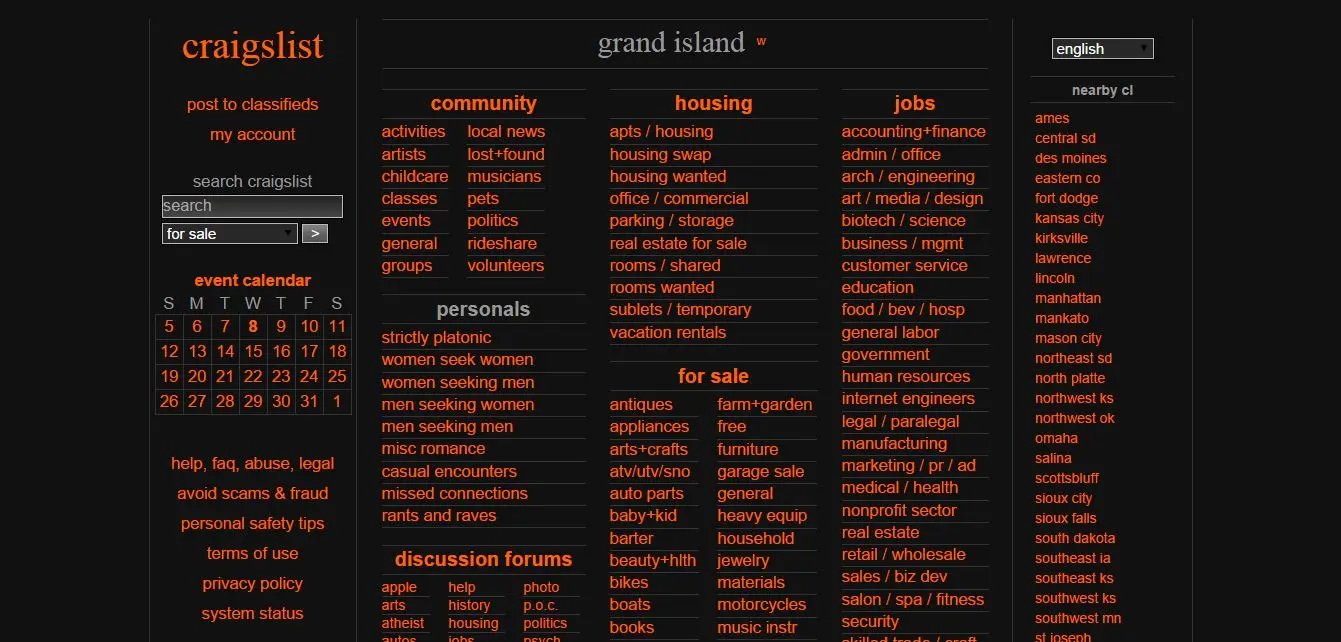 craigslist
post to classifieds
my account
search craigslist
search
for sale >
event calendar
S M T W T F S
5 6 7 8 9 10 11
12 13 14 15 16 17 18
19 20 21 22 23 24 25
26 27 28 29 30 31 1
help, faq, abuse, legal
avoid scams & fraud
personal safety tips
terms of use
privacy policy
system status
grand island w
community
activities local news
artists lost+found
childcare musicians
classes pets
events politics
general rideshare
groups volunteers
personals
strictly platonic
women seek women
women seeking men
men seeking women
men seeking men
misc romance
casual encounters
missed connections
rants and raves
discussion forums
apple help photo
arts history p.o.c.
atheist housing politics
autos jobs psych
housing
apts / housing
housing swap
housing wanted
office / commercial
parking / storage
real estate for sale
rooms / shared
rooms wanted
sublets / temporary
vacation rentals
for sale
antiques farm+garden
appliances free
arts+crafts furniture
atv/utv/sno garage sale
auto parts general
baby+kid heavy equip
barter household
beauty+hlth jewelry
bikes materials
boats motorcycles
books music instr
jobs
accounting+finance
admin / office
arch / engineering
art / media / design
biotech / science
business / mgmt
customer service
education
food / bev / hosp
general labor
government
human resources
internet engineers
legal / paralegal
manufacturing
marketing / pr / ad
medical / health
nonprofit sector
real estate
retail / wholesale
sales / biz dev
salon / spa / fitness
security
skilled trade / craft
english
nearby cl
ames
central sd
des moines
eastern co
fort dodge
kansas city
kirksville
lawrence
lincoln
manhattan
mankato
mason city
northeast sd
north platte
northwest ks
northwest ok
omaha
salina
scottsbluff
sioux city
sioux falls
south dakota
southeast ia
southeast ks
southwest ks
southwest mn
st joseph